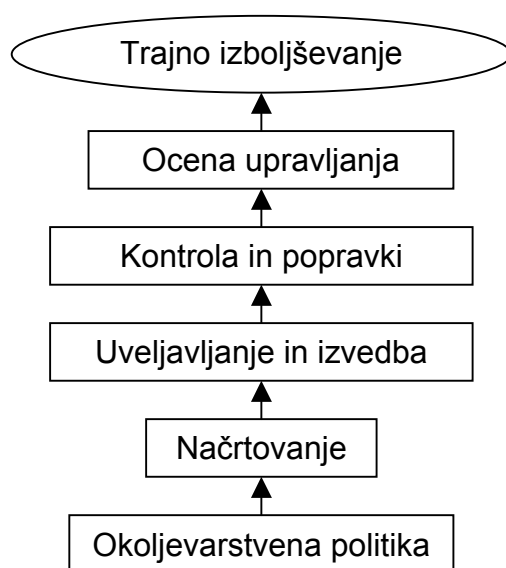 Trajno izboljševanje
Ocena upravljanja
Kontrola in popravki
Uveljavljanje in izvedba
Načrtovanje
Okoljevarstvena politika